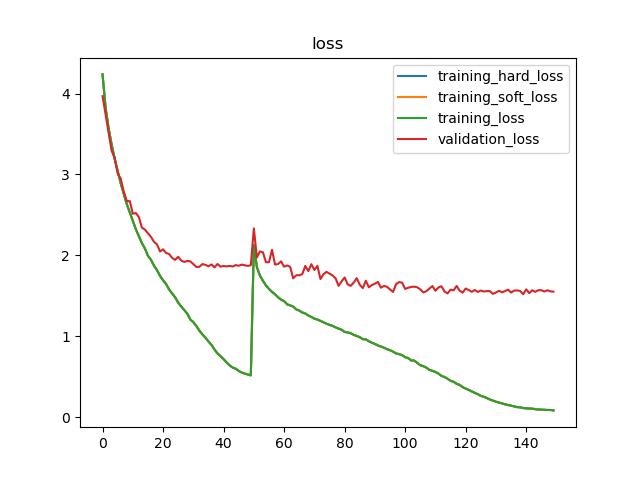 loss
training_hard_loss
training_soft_loss
training_loss
validation_loss
4
3
2
1
0
0 20 40 60 80 100 120 140